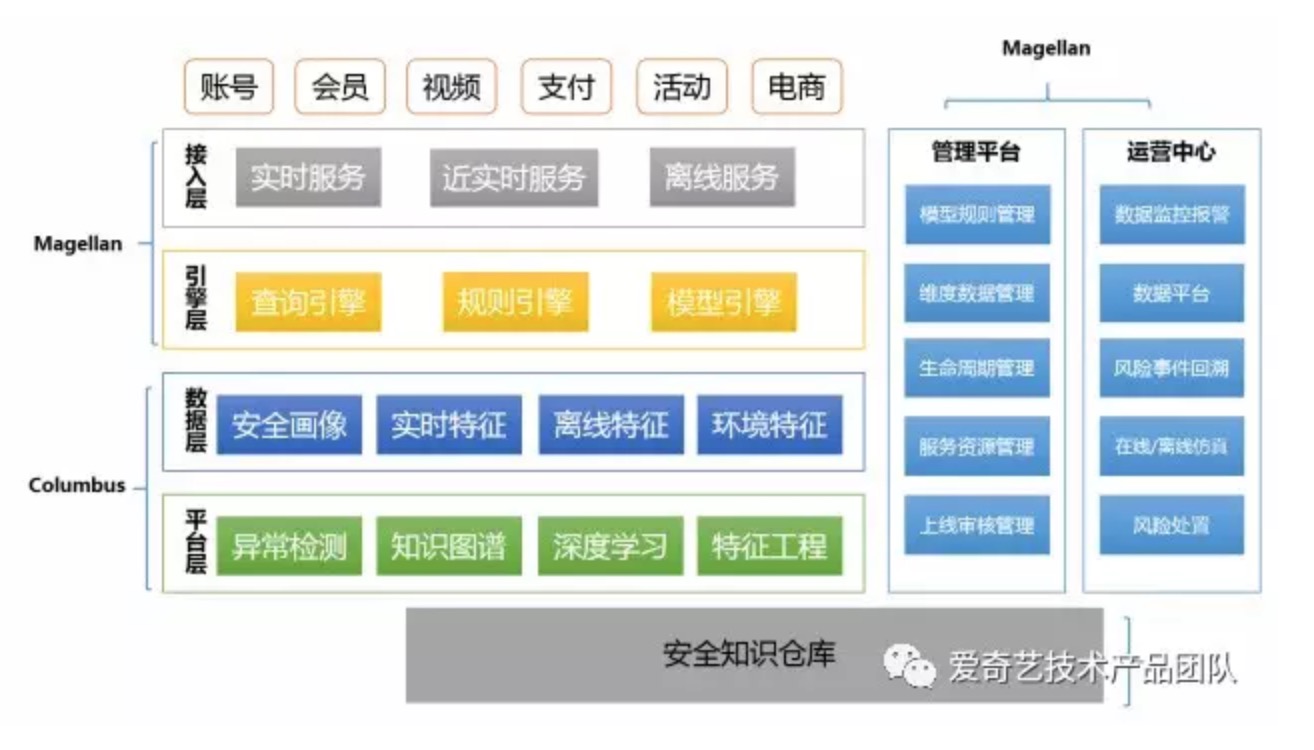 Magellan
账号 会员 视频 支付 活动 电商
接入层
实时服务 近实时服务 离线服务
Magellan
引擎层
查询引擎 规则引擎 模型引擎
数据层
安全画像 实时特征 离线特征 环境特征
Columbus
平台层
异常检测 知识图谱 深度学习 特征工程
管理平台
模型规则管理
维度数据管理
生命周期管理
服务资源管理
上线审核管理
运营中心
数据监控报警
数据平台
风险事件回溯
在线/离线仿真
风险处置
安全知识仓库
爱奇艺技术产品团队